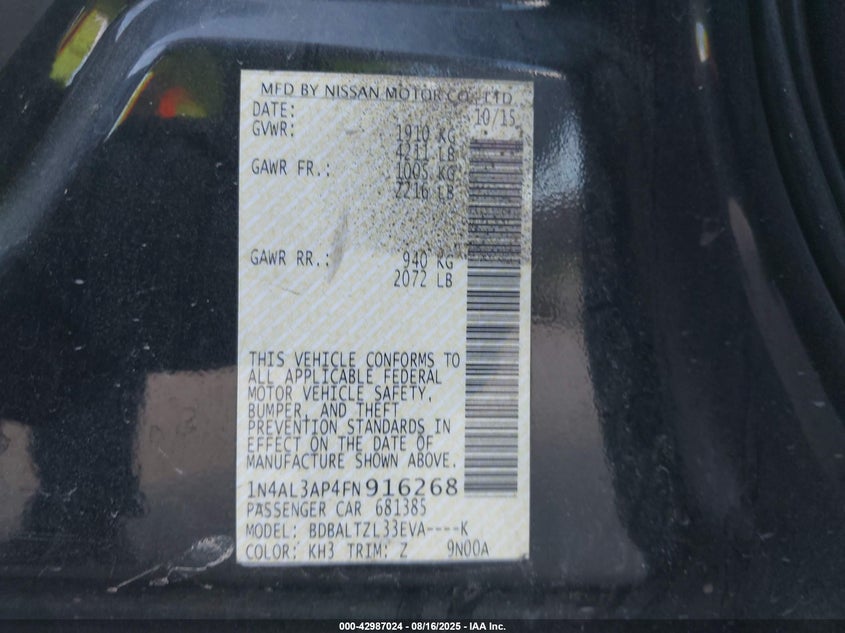 MFD BY NISSAN MOTOR CO., LTD
DATE: 10/15
GVWR: 1910 KG
4211 LB
GAWR FR.: 1005 KG
2216 LB
GAWR RR.: 940 KG
2072 LB
THIS VEHICLE CONFORMS TO
ALL APPLICABLE FEDERAL
MOTOR VEHICLE SAFETY,
BUMPER, AND THEFT
PREVENTION STANDARDS IN
EFFECT ON THE DATE OF
MANUFACTURE SHOWN ABOVE.
1N4AL3AP4FN916268
PASSENGER CAR 681385
MODEL: BDBALTZL33EVA----K
COLOR: KH3 TRIM: Z 9N00A
000-42987024 - 08/16/2025 - IAA Inc.